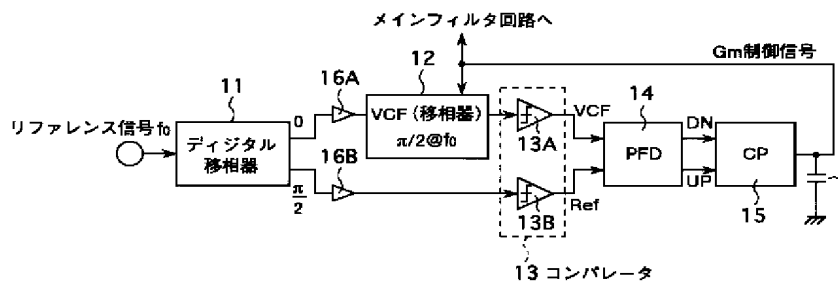 メインフィルタ回路へ
Gm制御信号
12
16A
11
0
VCF(移相器)
π/2@f0
VCF
14
DN
リファレンス信号f0
ディジタル
移相器
13A
PFD
CP
16B
UP
π/2
Ref
13B
15
13 コンパレータ